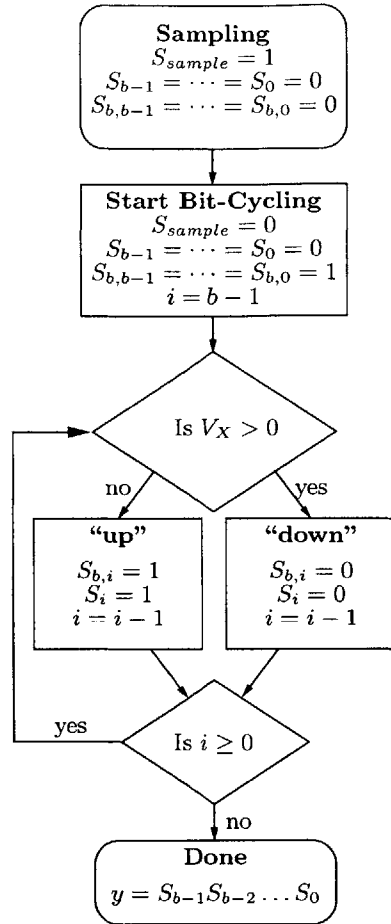 Sampling
S_{sample} = 1
S_{b-1} = ⋯ = S_0 = 0
S_{b,b-1} = ⋯ = S_{b,0} = 0
Start Bit-Cycling
S_{sample} = 0
S_{b-1} = ⋯ = S_0 = 0
S_{b,b-1} = ⋯ = S_{b,0} = 1
i = b − 1
Is V_X > 0
no
yes
“up”
S_{b,i} = 1
S_i = 1
i = i − 1
“down”
S_{b,i} = 0
S_i = 0
i = i − 1
yes
Is i ≥ 0
no
Done
y = S_{b-1}S_{b-2} … S_0